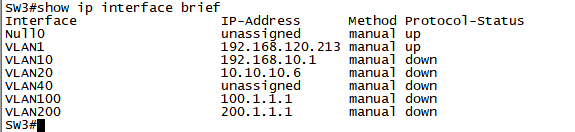 SW3#show ip interface brief
Interface IP-Address Method Protocol-Status
Null0 unassigned manual up
VLAN1 192.168.120.213 manual up
VLAN10 192.168.10.1 manual down
VLAN20 10.10.10.6 manual down
VLAN40 unassigned manual down
VLAN100 100.1.1.1 manual down
VLAN200 200.1.1.1 manual down
SW3#